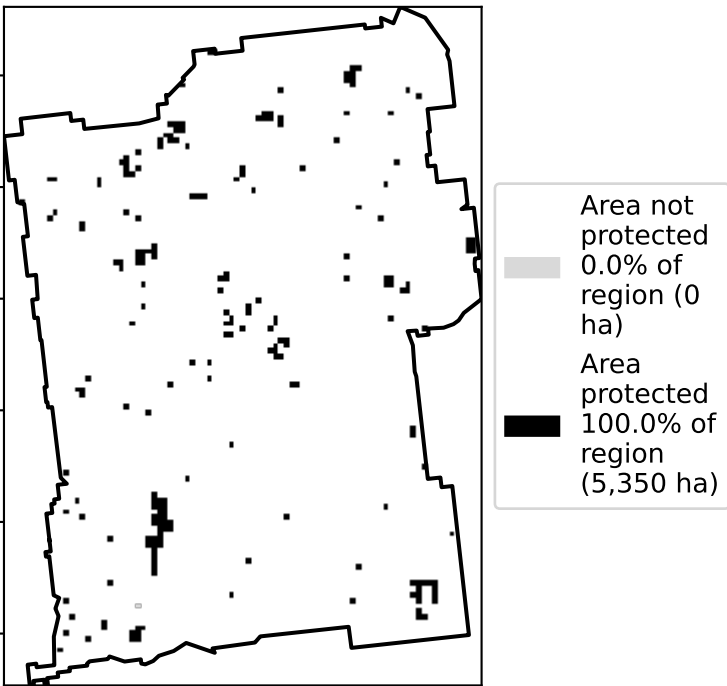 Area not
protected
0.0% of
region (0
ha)
Area
protected
100.0% of
region
(5,350 ha)